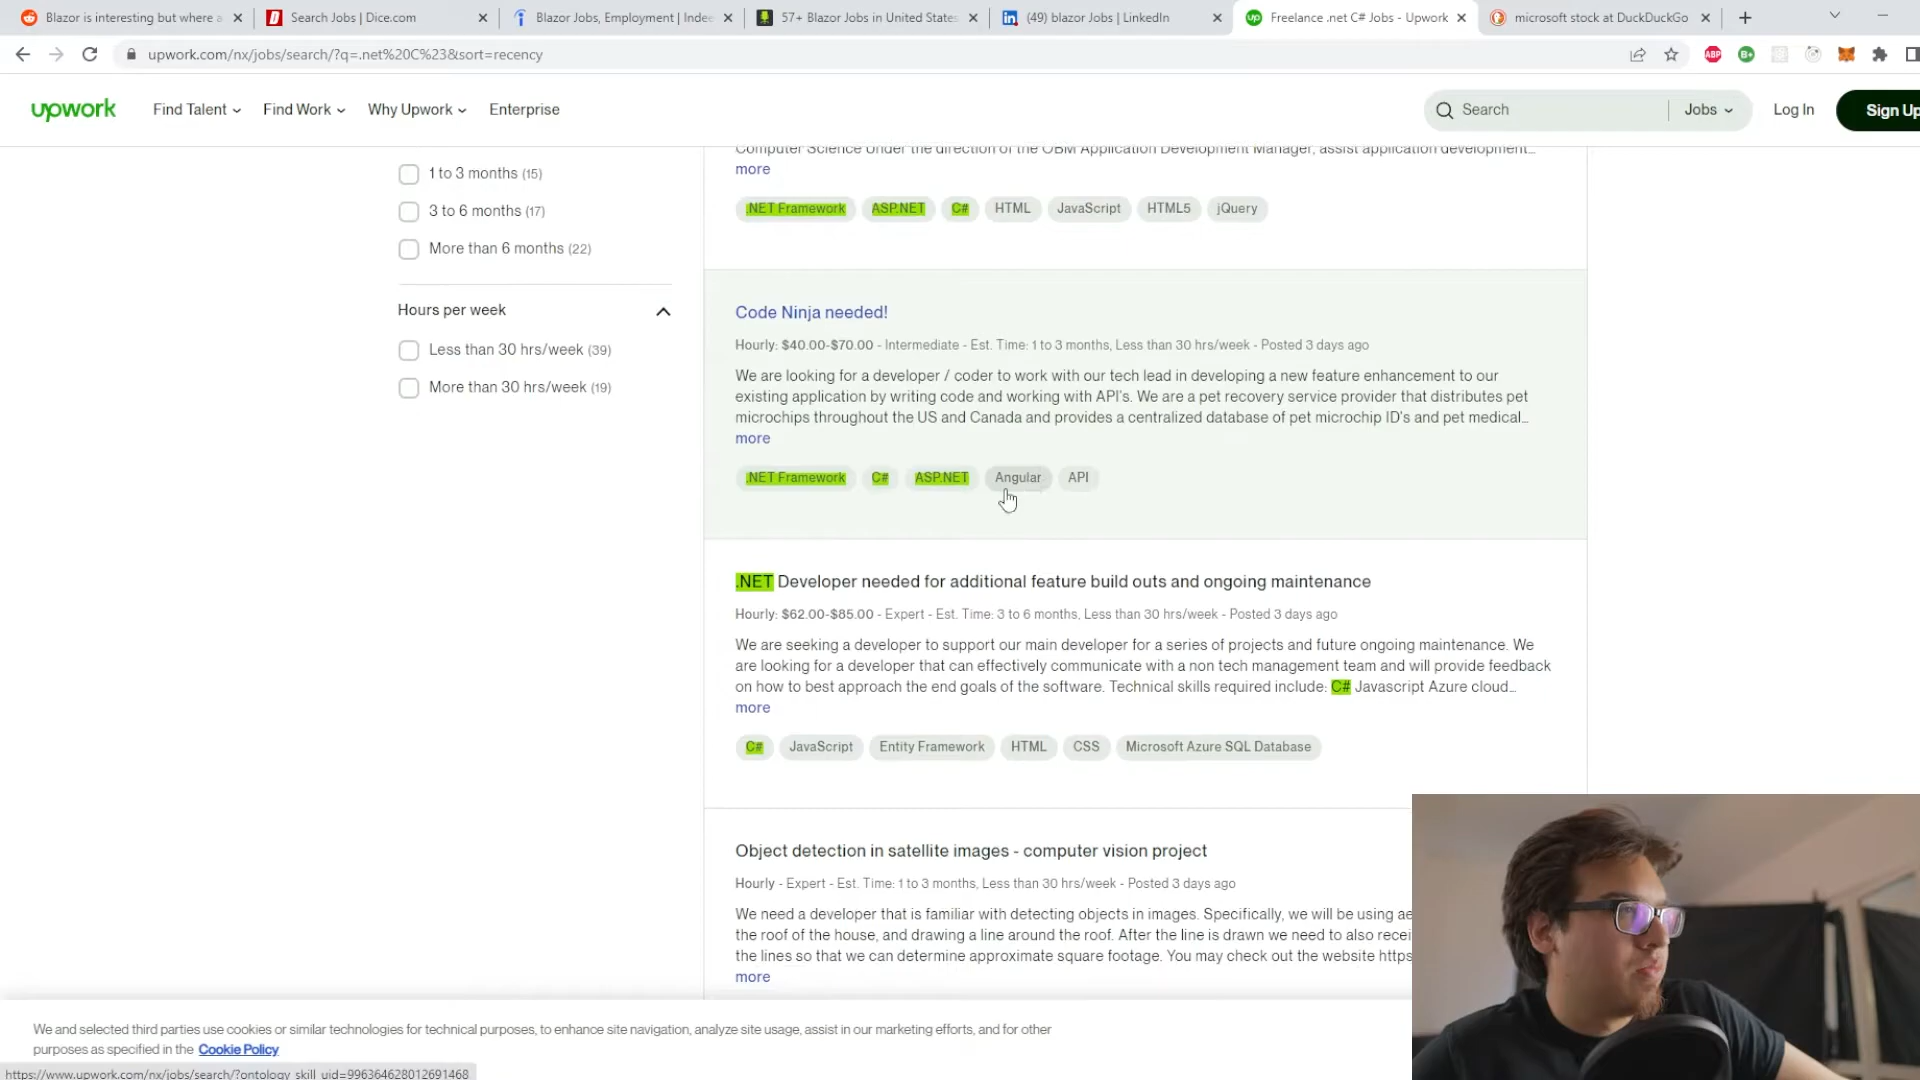 Blazor is interesting but where a
Search Jobs | Dice.com
Blazor Jobs, Employment | Indee
57+ Blazor Jobs in United States
(49) blazor Jobs | LinkedIn
Freelance .net C# Jobs - Upwork
microsoft stock at DuckDuckGo
upwork.com/nx/jobs/search/?q=.net%20C%23&sort=recency
ABP
B+
upwork
Find Talent
Find Work
Why Upwork
Enterprise
Search
Jobs
Log In
Sign Up
Computer Science Under the direction of the OBM Application Development Manager, assist application development…
more
.NET Framework ASP.NET C# HTML JavaScript HTML5 jQuery
1 to 3 months (15)
3 to 6 months (17)
More than 6 months (22)
Hours per week
Less than 30 hrs/week (39)
More than 30 hrs/week (19)
Code Ninja needed!
Hourly: $40.00-$70.00 - Intermediate - Est. Time: 1 to 3 months, Less than 30 hrs/week - Posted 3 days ago
We are looking for a developer / coder to work with our tech lead in developing a new feature enhancement to our
existing application by writing code and working with API's. We are a pet recovery service provider that distributes pet
microchips throughout the US and Canada and provides a centralized database of pet microchip ID's and pet medical…
more
.NET Framework C# ASP.NET Angular API
.NET Developer needed for additional feature build outs and ongoing maintenance
Hourly: $62.00-$85.00 - Expert - Est. Time: 3 to 6 months, Less than 30 hrs/week - Posted 3 days ago
We are seeking a developer to support our main developer for a series of projects and future ongoing maintenance. We
are looking for a developer that can effectively communicate with a non tech management team and will provide feedback
on how to best approach the end goals of the software. Technical skills required include: C# Javascript Azure cloud…
more
C# JavaScript Entity Framework HTML CSS Microsoft Azure SQL Database
Object detection in satellite images - computer vision project
Hourly - Expert - Est. Time: 1 to 3 months, Less than 30 hrs/week - Posted 3 days ago
We need a developer that is familiar with detecting objects in images. Specifically, we will be using ae
the roof of the house, and drawing a line around the roof. After the line is drawn we need to also recei
the lines so that we can determine approximate square footage. You may check out the website https
more
We and selected third parties use cookies or similar technologies for technical purposes, to enhance site navigation, analyze site usage, assist in our marketing efforts, and for other
purposes as specified in the Cookie Policy
https://www.upwork.com/nx/jobs/search/?ontology_skill_uid=996364628012691468